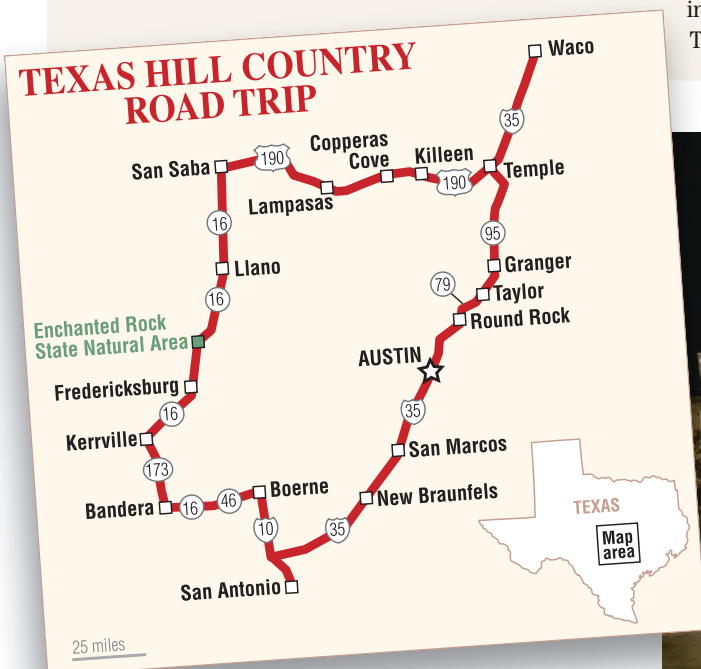 in
T
TEXAS HILL COUNTRY
ROAD TRIP
Waco
35
Copperas
Cove
Killeen
190
San Saba
Temple
190
Lampasas
16
95
Llano
Granger
79
Taylor
16
Round Rock
Enchanted Rock
State Natural Area
AUSTIN
Fredericksburg
35
16
Kerrville
San Marcos
173
Boerne
New Braunfels
Bandera
16
46
10
35
San Antonio
TEXAS
Map
area
25 miles